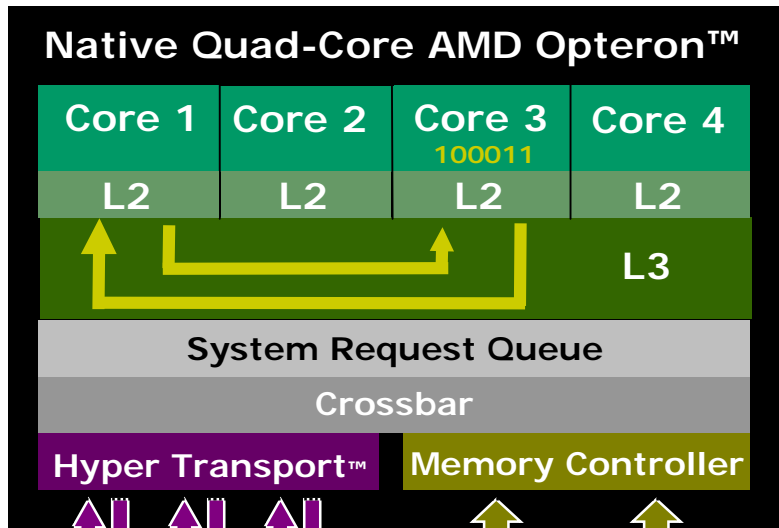 Native Quad-Core AMD Opteron™
Core 1 Core 2 Core 3 Core 4
100011
L2 L2 L2 L2
L3
System Request Queue
Crossbar
Hyper Transport™ Memory Controller